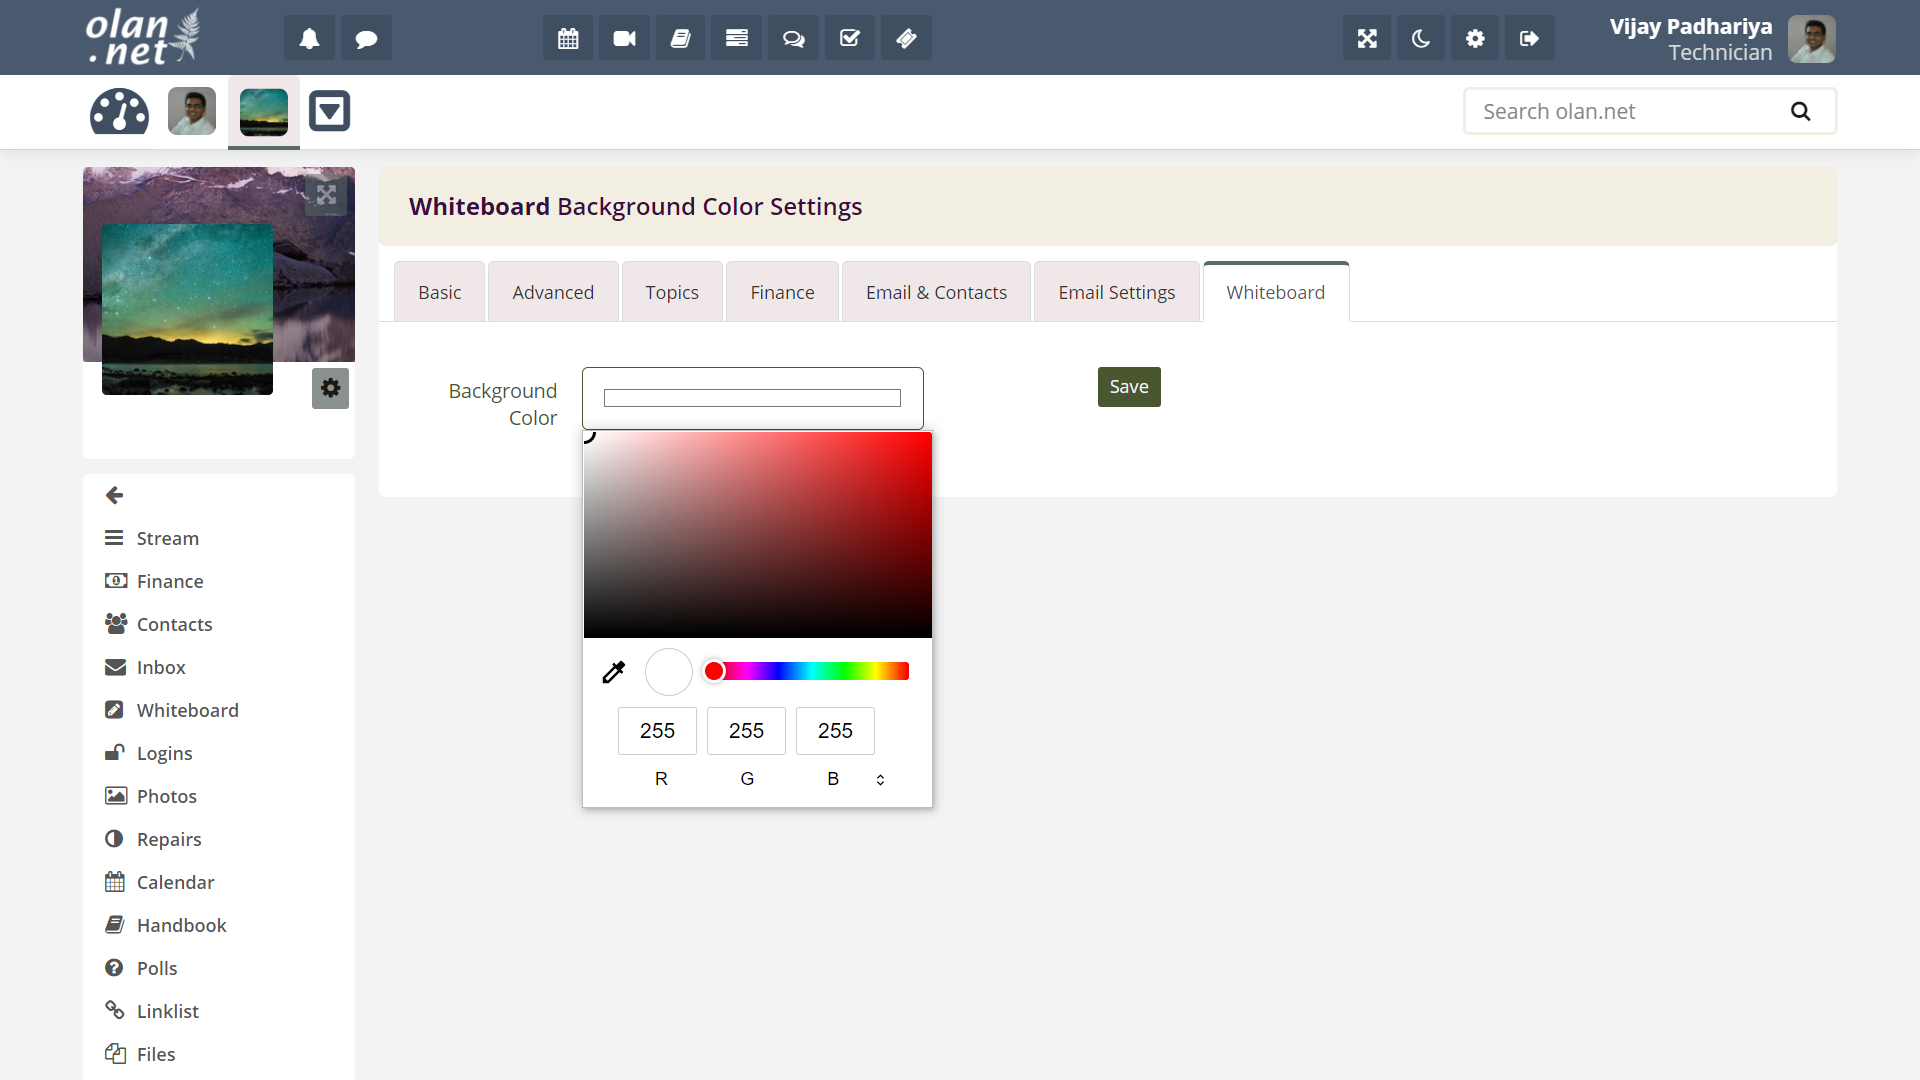 olan
.net
Vijay Padhariya
Technician
Search olan.net
Whiteboard Background Color Settings
Basic
Advanced
Topics
Finance
Email & Contacts
Email Settings
Whiteboard
Background
Color
Save
255
255
255
R
G
B
Stream
Finance
Contacts
Inbox
Whiteboard
Logins
Photos
Repairs
Calendar
Handbook
Polls
Linklist
Files